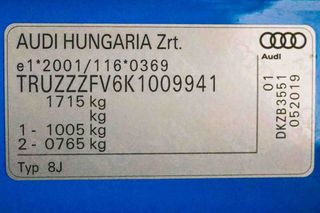 AUDI HUNGARIA Zrt.
Audi
e1*2001/116*0369
TRUZZZFV6K1009941
1715 kg
kg
1 - 1005 kg
2 - 0765 kg
Typ 8J
01
DKZB3551
052019